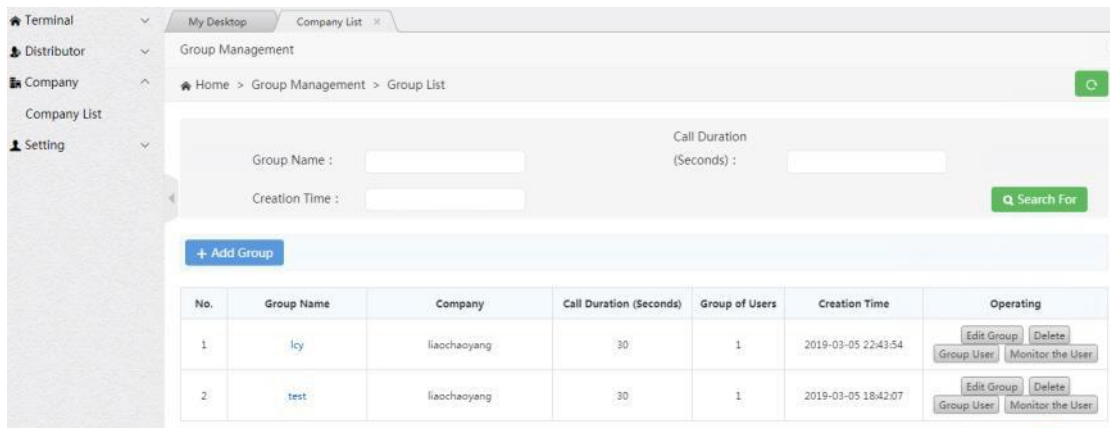 Terminal
Distributor
Company
Company List
Setting
My Desktop
Company List ×
Group Management
Home > Group Management > Group List
Group Name :
Call Duration
(Seconds) :
Creation Time :
Search For
+ Add Group
No. Group Name Company Call Duration (Seconds) Group of Users Creation Time Operating
1 lcy liaochaoyang 30 1 2019-03-05 22:43:54 Edit Group Delete
Group User Monitor the User
2 test liaochaoyang 30 1 2019-03-05 18:42:07 Edit Group Delete
Group User Monitor the User